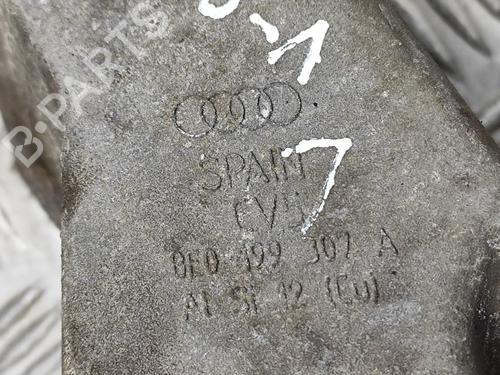 B-PARTS
SPAIN
8E0 199 307 A
Al Si 12 (Cu)